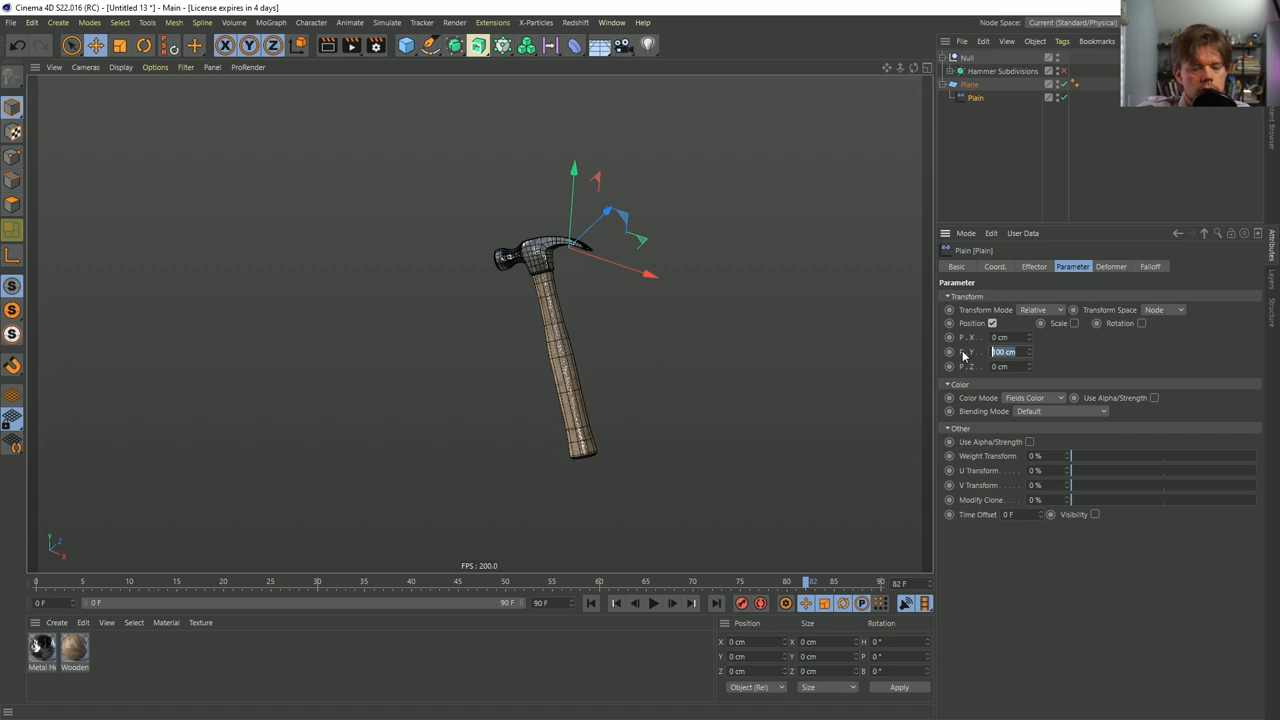 Cinema 4D S22.016 (RC) - [Untitled 13 *] - Main - [License expires in 4 days]
File Edit Create Modes Select Tools Mesh Spline Volume MoGraph Character Animate Simulate Tracker Render Extensions X-Particles Redshift Window Help Node Space: Current (Standard/Physical)
X Y Z
File Edit View Object Tags Bookmarks
View Cameras Display Options Filter Panel ProRender
Null
Hammer Subdivisions
Plane
Plain
Mode Edit User Data
Plain [Plain]
Basic Coord. Effector Parameter Deformer Falloff
Parameter
Transform
Transform Mode Relative Transform Space Node
Position Scale Rotation
P . X . . 0 cm
100 cm
P . Z . . 0 cm
Color
Color Mode Fields Color Use Alpha/Strength
Blending Mode Default
Other
Use Alpha/Strength
Weight Transform 0 %
U Transform . . . . 0 %
V Transform . . . . 0 %
Modify Clone . . . . 0 %
Time Offset 0 F Visibility
Attributes
Layers
Structure
Y
Z
X
FPS : 200.0
0 5 10 15 20 25 30 35 40 45 50 55 60 65 70 75 80 82 85 90 82 F
0 F 0 F 90 F 90 F
Create Edit View Select Material Texture
Metal He Wooden
Position Size Rotation
X 0 cm X 0 cm H 0 °
Y 0 cm Y 0 cm P 0 °
Z 0 cm Z 0 cm B 0 °
Object (Rel) Size Apply